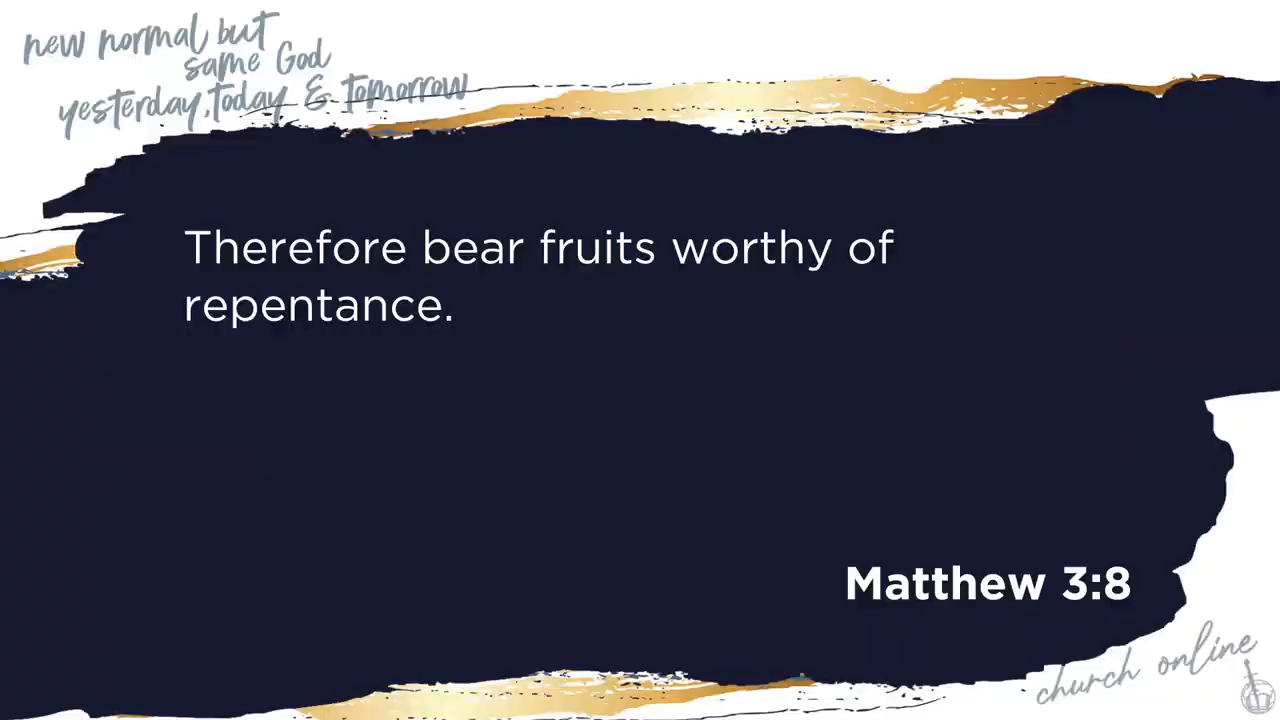 new normal but
same God
yesterday, today & tomorrow
Therefore bear fruits worthy of
repentance.
Matthew 3:8
church online